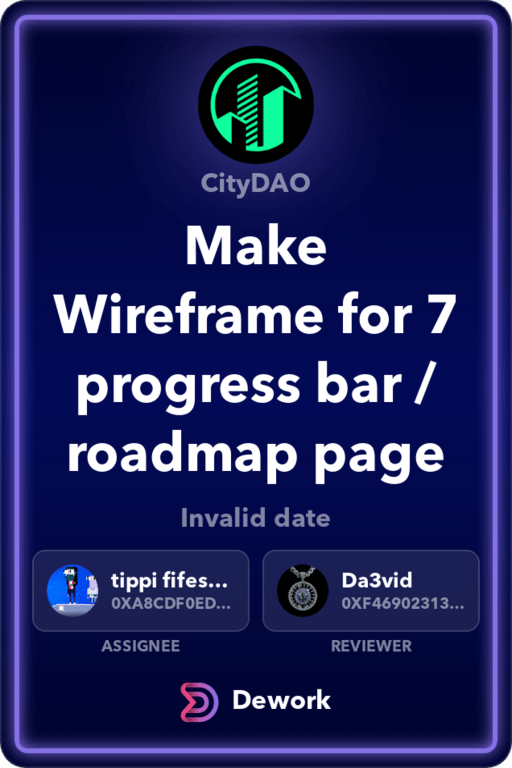 CityDAO
Make
Wireframe for 7
progress bar /
roadmap page
Invalid date
tippi fifes...
0XA8CDF0ED...
ASSIGNEE
Da3vid
0XF46902313...
REVIEWER
Dework